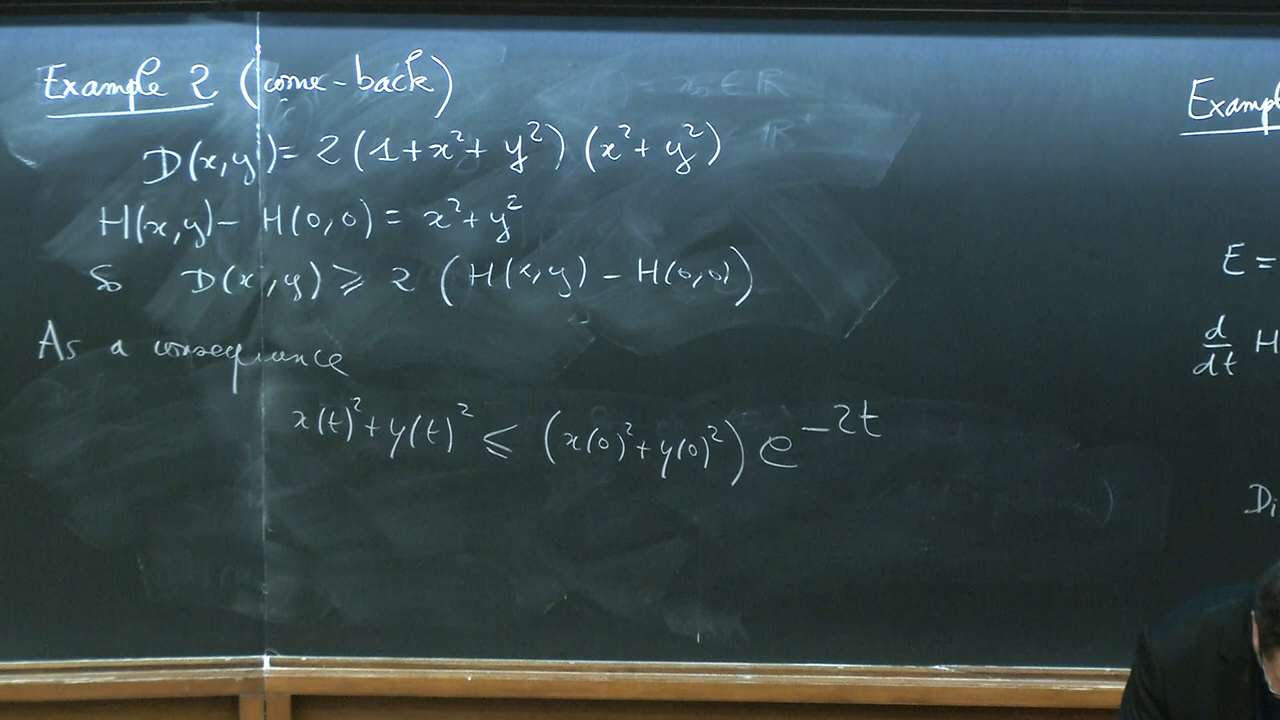 Example 2 (come-back)
D(x,y) = 2 (1 + x² + y²) (x² + y²)
H(x,y) - H(0,0) = x² + y²
So D(x,y) ⩾ 2 (H(x,y) - H(0,0))
As a consequence
x(t)² + y(t)² ⩽ (x(0)² + y(0)²) e^{-2t}
Exampl
E =
d/dt H
Di